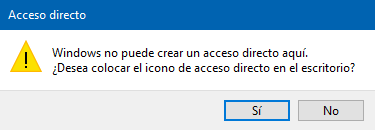 Acceso directo
Windows no puede crear un acceso directo aquí.
¿Desea colocar el icono de acceso directo en el escritorio?
Sí
No